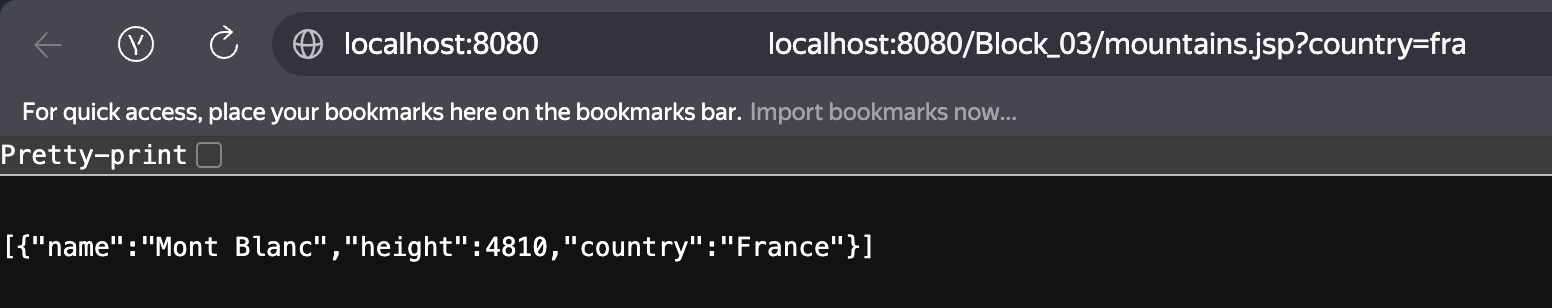 localhost:8080 localhost:8080/Block_03/mountains.jsp?country=fra
For quick access, place your bookmarks here on the bookmarks bar. Import bookmarks now...
Pretty-print
[{"name":"Mont Blanc","height":4810,"country":"France"}]